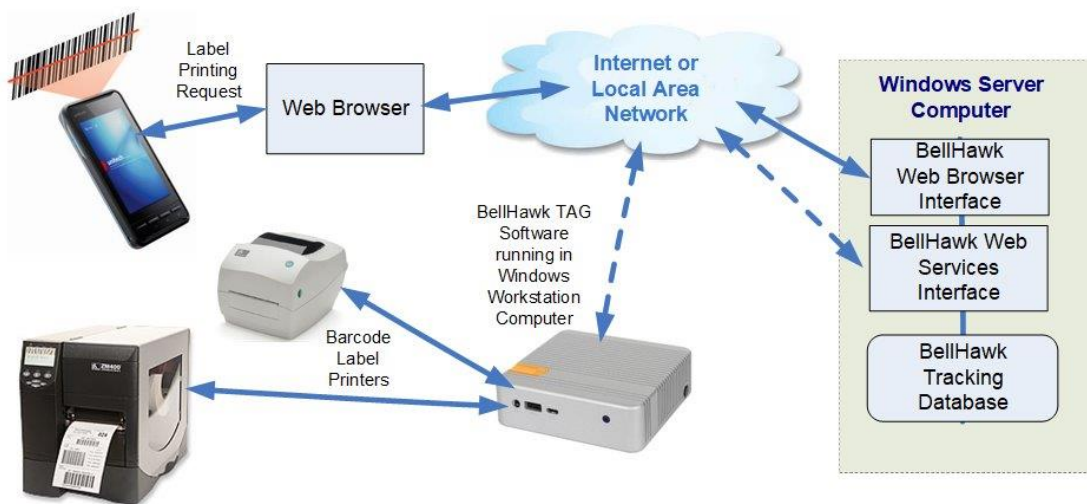 Label
Printing
Request
Web Browser
Internet or
Local Area
Network
Windows Server
Computer
BellHawk
Web Browser
Interface
BellHawk Web
Services
Interface
BellHawk
Tracking
Database
BellHawk TAG
Software
running in
Windows
Workstation
Computer
Barcode
Label
Printers
ZM400